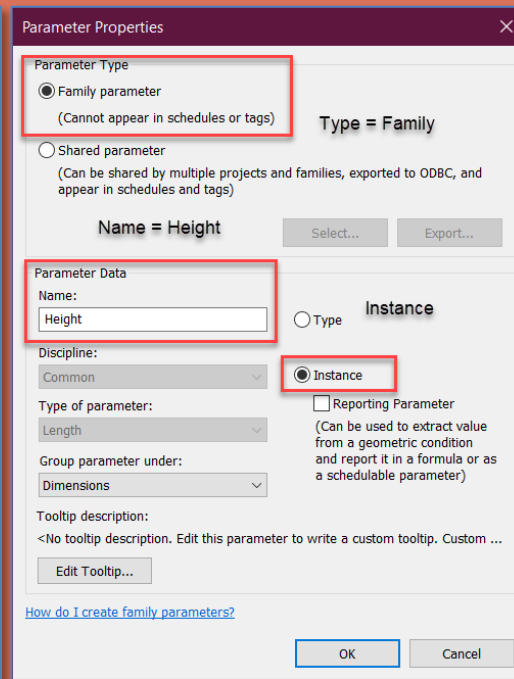 Parameter Properties
Parameter Type
Family parameter
(Cannot appear in schedules or tags)
Type = Family
Shared parameter
(Can be shared by multiple projects and families, exported to ODBC, and
appear in schedules and tags)
Name = Height
Select...
Export...
Parameter Data
Name:
Height
Type
Instance
Discipline:
Common
Instance
Type of parameter:
Length
Reporting Parameter
(Can be used to extract value
from a geometric condition
and report it in a formula or as
a schedulable parameter)
Group parameter under:
Dimensions
Tooltip description:
<No tooltip description. Edit this parameter to write a custom tooltip. Custom ...
Edit Tooltip...
How do I create family parameters?
OK
Cancel